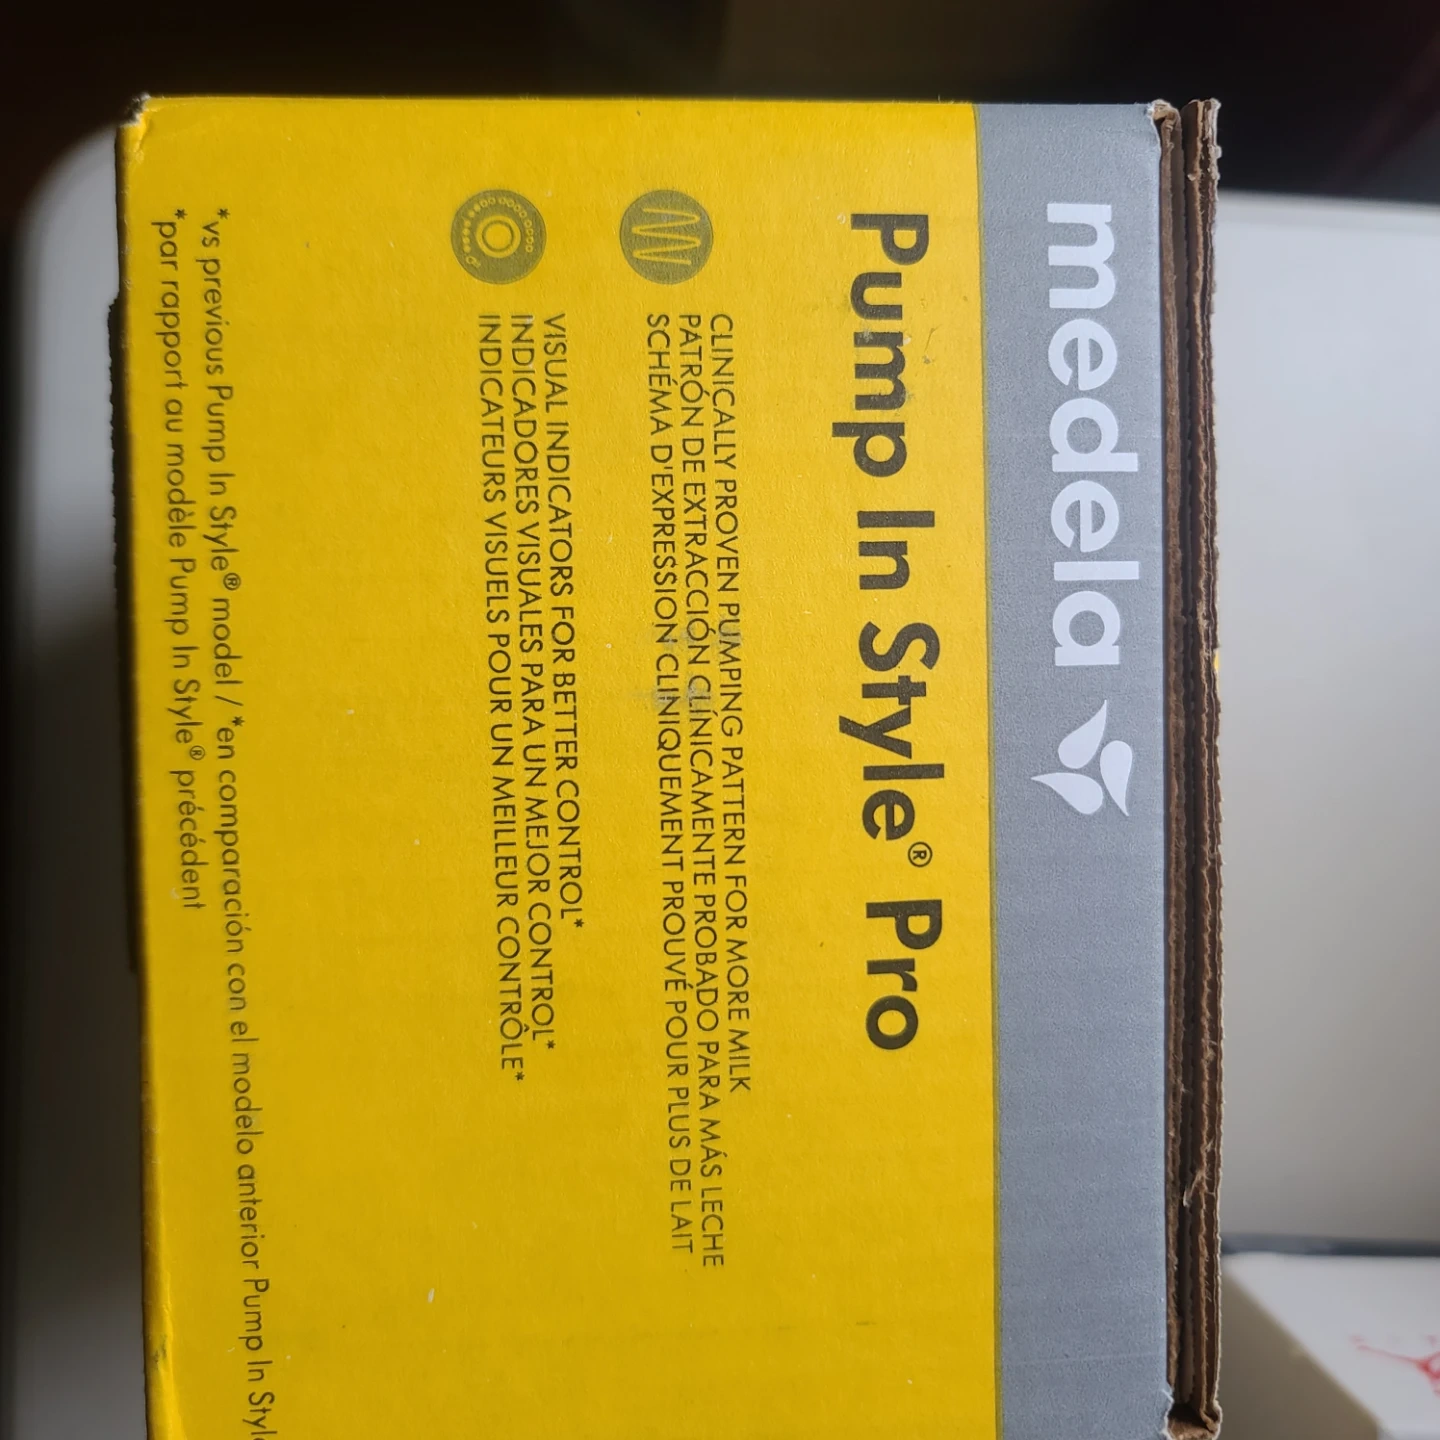 medela
Pump In Style® Pro
CLINICALLY PROVEN PUMPING PATTERN FOR MORE MILK
PATRÓN DE EXTRACCIÓN CLÍNICAMENTE PROBADO PARA MÁS LECHE
SCHÉMA D'EXPRESSION CLINIQUEMENT PROUVÉ POUR PLUS DE LAIT
VISUAL INDICATORS FOR BETTER CONTROL*
INDICADORES VISUALES PARA UN MEJOR CONTROL*
INDICATEURS VISUELS POUR UN MEILLEUR CONTRÔLE*
*vs previous Pump In Style® model / *en comparación con el modelo anterior Pump In
*par rapport au modèle Pump In Style® précédent